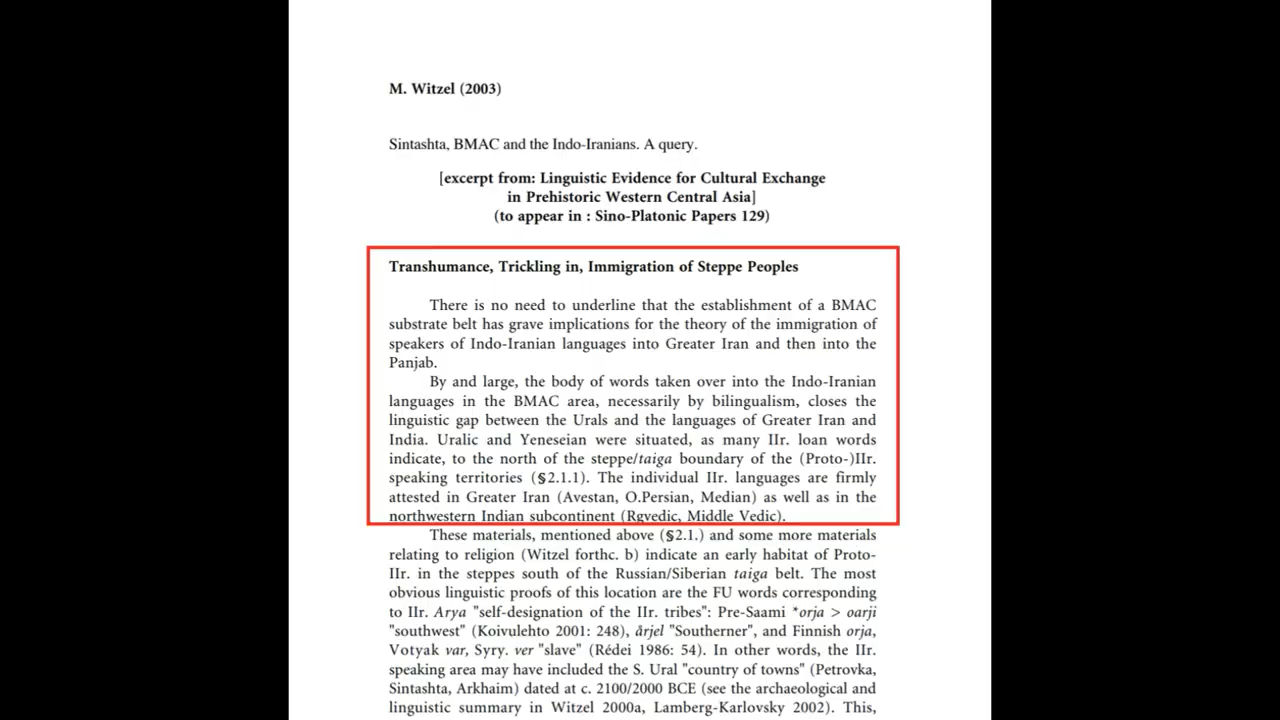 M. Witzel (2003)
Sintashta, BMAC and the Indo-Iranians. A query.
[excerpt from: Linguistic Evidence for Cultural Exchange
in Prehistoric Western Central Asia]
(to appear in : Sino-Platonic Papers 129)
Transhumance, Trickling in, Immigration of Steppe Peoples
There is no need to underline that the establishment of a BMAC
substrate belt has grave implications for the theory of the immigration of
speakers of Indo-Iranian languages into Greater Iran and then into the
Panjab.
By and large, the body of words taken over into the Indo-Iranian
languages in the BMAC area, necessarily by bilingualism, closes the
linguistic gap between the Urals and the languages of Greater Iran and
India. Uralic and Yeneseian were situated, as many IIr. loan words
indicate, to the north of the steppe/taiga boundary of the (Proto-)IIr.
speaking territories (§2.1.1). The individual IIr. languages are firmly
attested in Greater Iran (Avestan, O.Persian, Median) as well as in the
northwestern Indian subcontinent (Rgvedic, Middle Vedic).
These materials, mentioned above (§2.1.) and some more materials
relating to religion (Witzel forthc. b) indicate an early habitat of Proto-
IIr. in the steppes south of the Russian/Siberian taiga belt. The most
obvious linguistic proofs of this location are the FU words corresponding
to IIr. Arya "self-designation of the IIr. tribes": Pre-Saami *orja > oarji
"southwest" (Koivulehto 2001: 248), årjel "Southerner", and Finnish orja,
Votyak var, Syry. ver "slave" (Rédei 1986: 54). In other words, the IIr.
speaking area may have included the S. Ural "country of towns" (Petrovka,
Sintashta, Arkhaim) dated at c. 2100/2000 BCE (see the archaeological and
linguistic summary in Witzel 2000a, Lamberg-Karlovsky 2002). This,